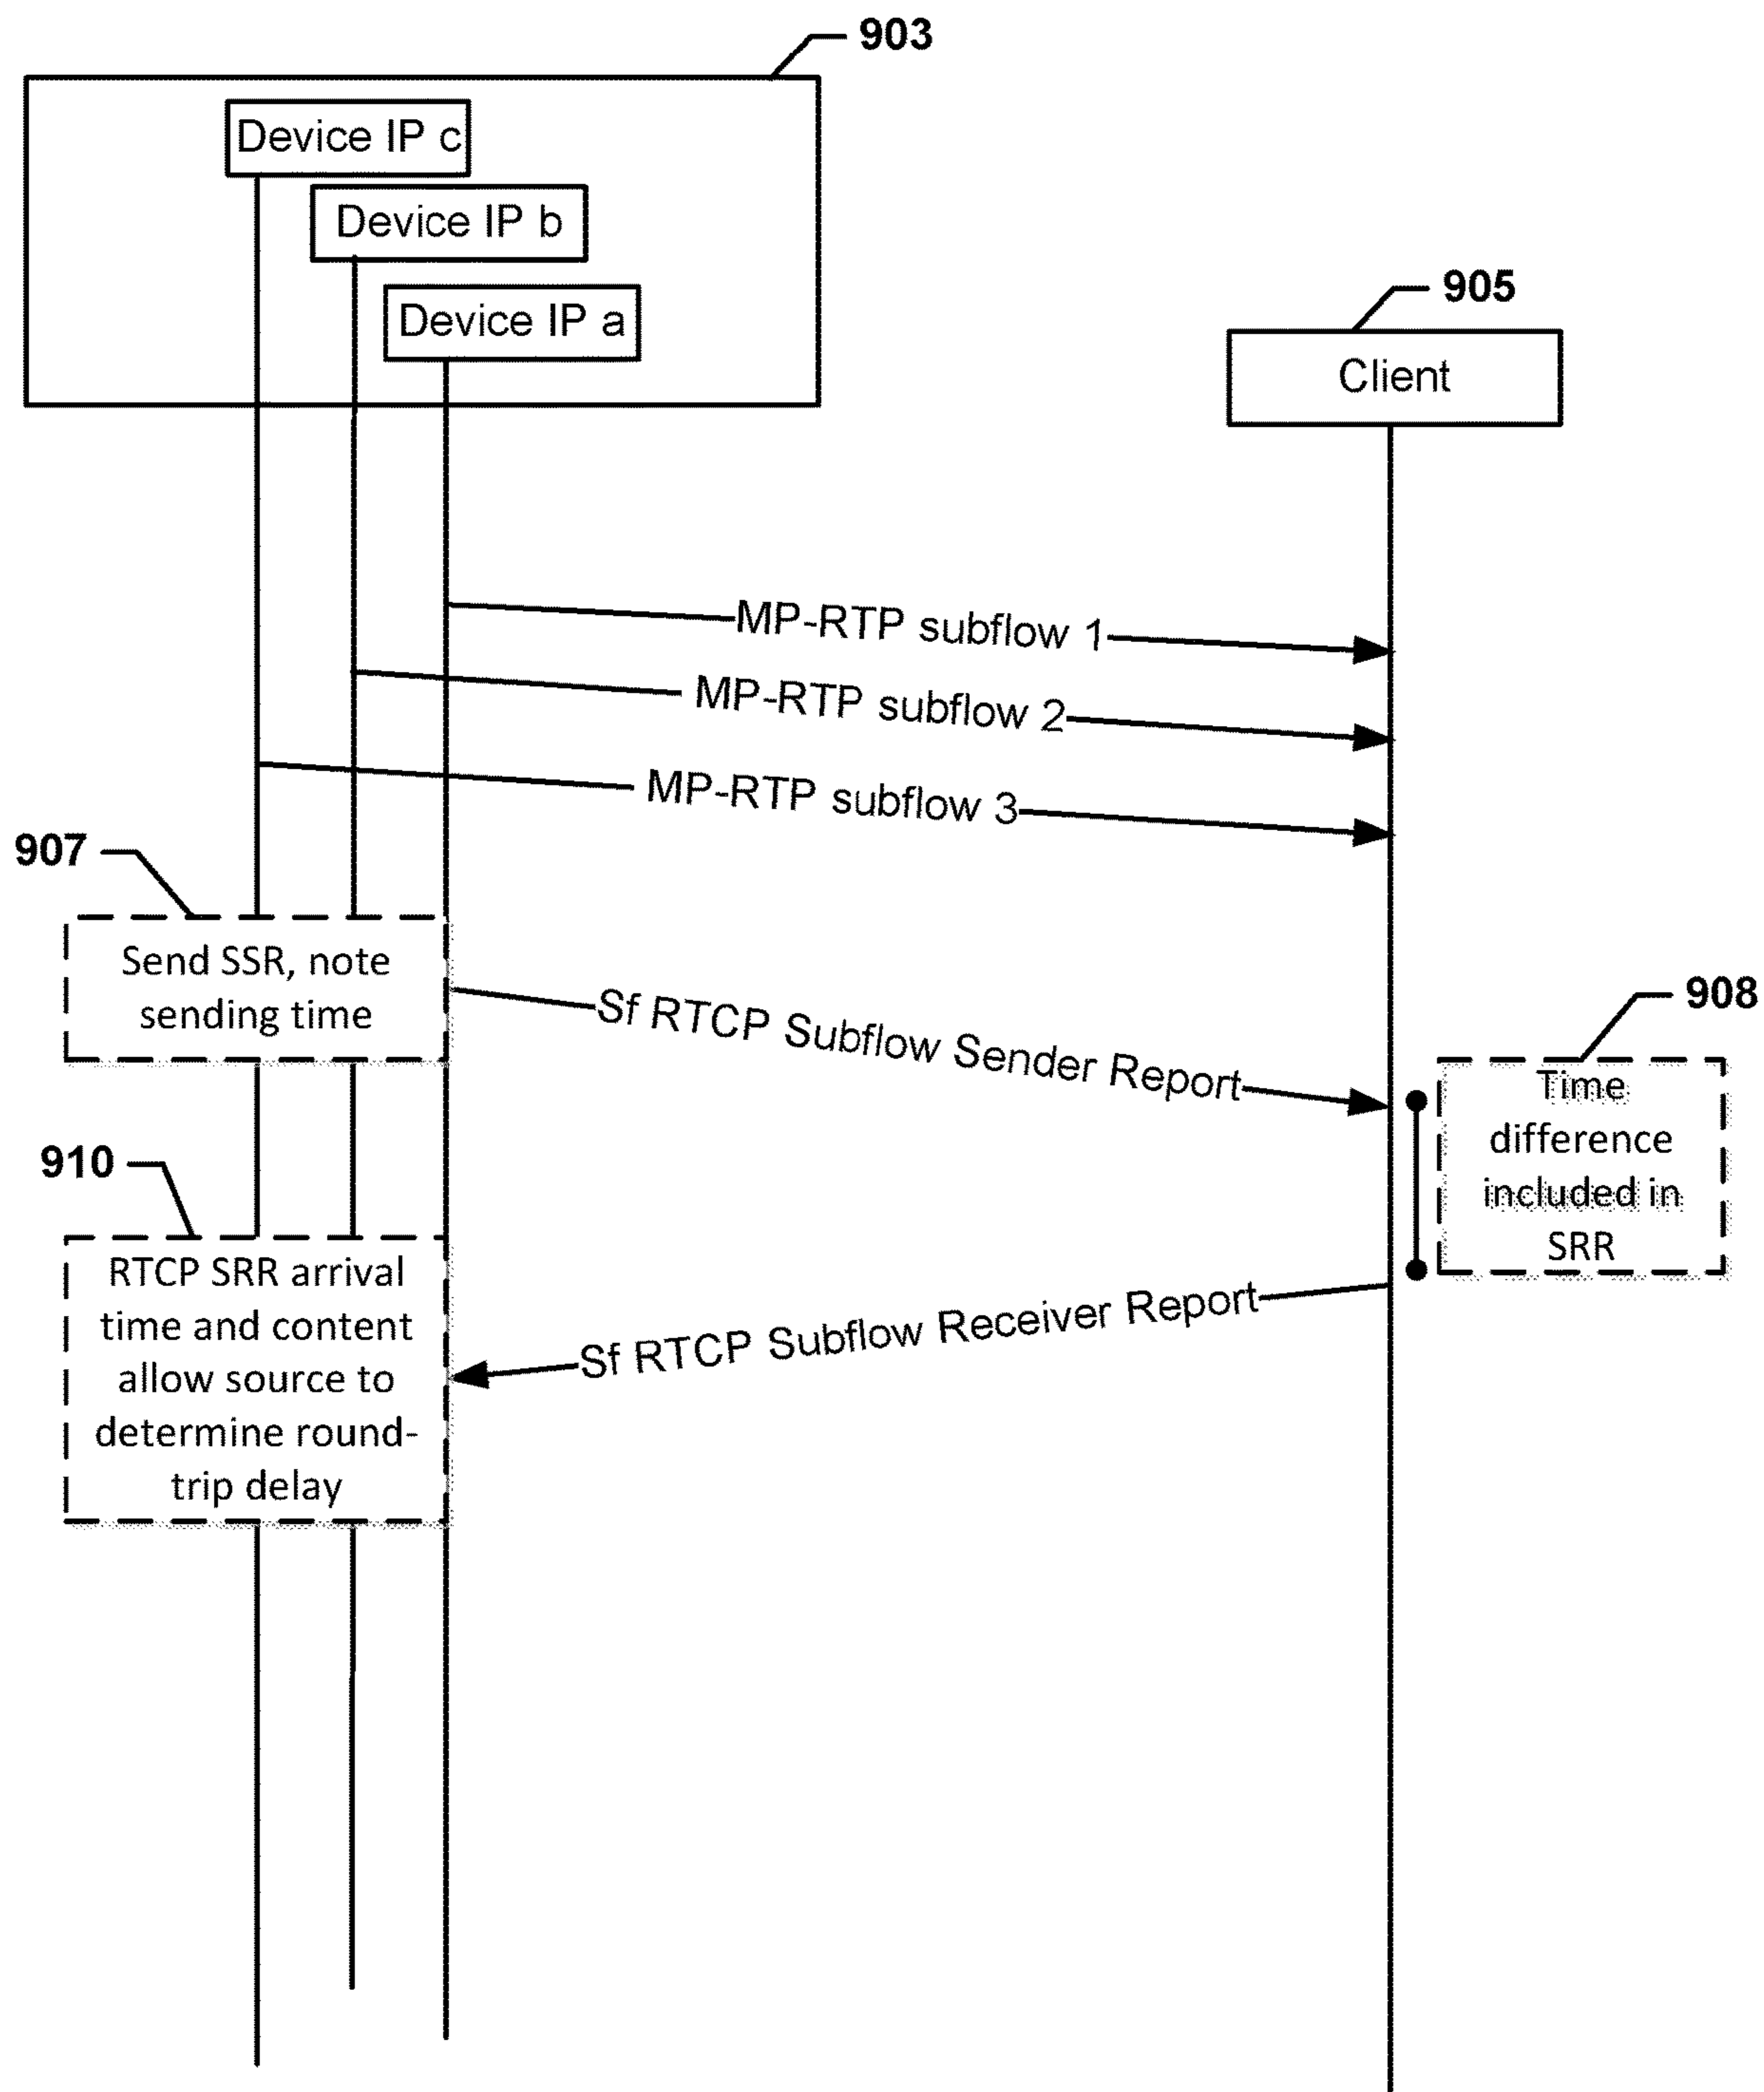 903
Device IP c
Device IP b
Device IP a
905
Client
MP-RTP subflow 1
MP-RTP subflow 2
MP-RTP subflow 3
907
Send SSR, note
sending time
Sf RTCP Subflow Sender Report
908
Time
difference
included in
SRR
910
RTCP SRR arrival
time and content
allow source to
determine round-
trip delay
Sf RTCP Subflow Receiver Report